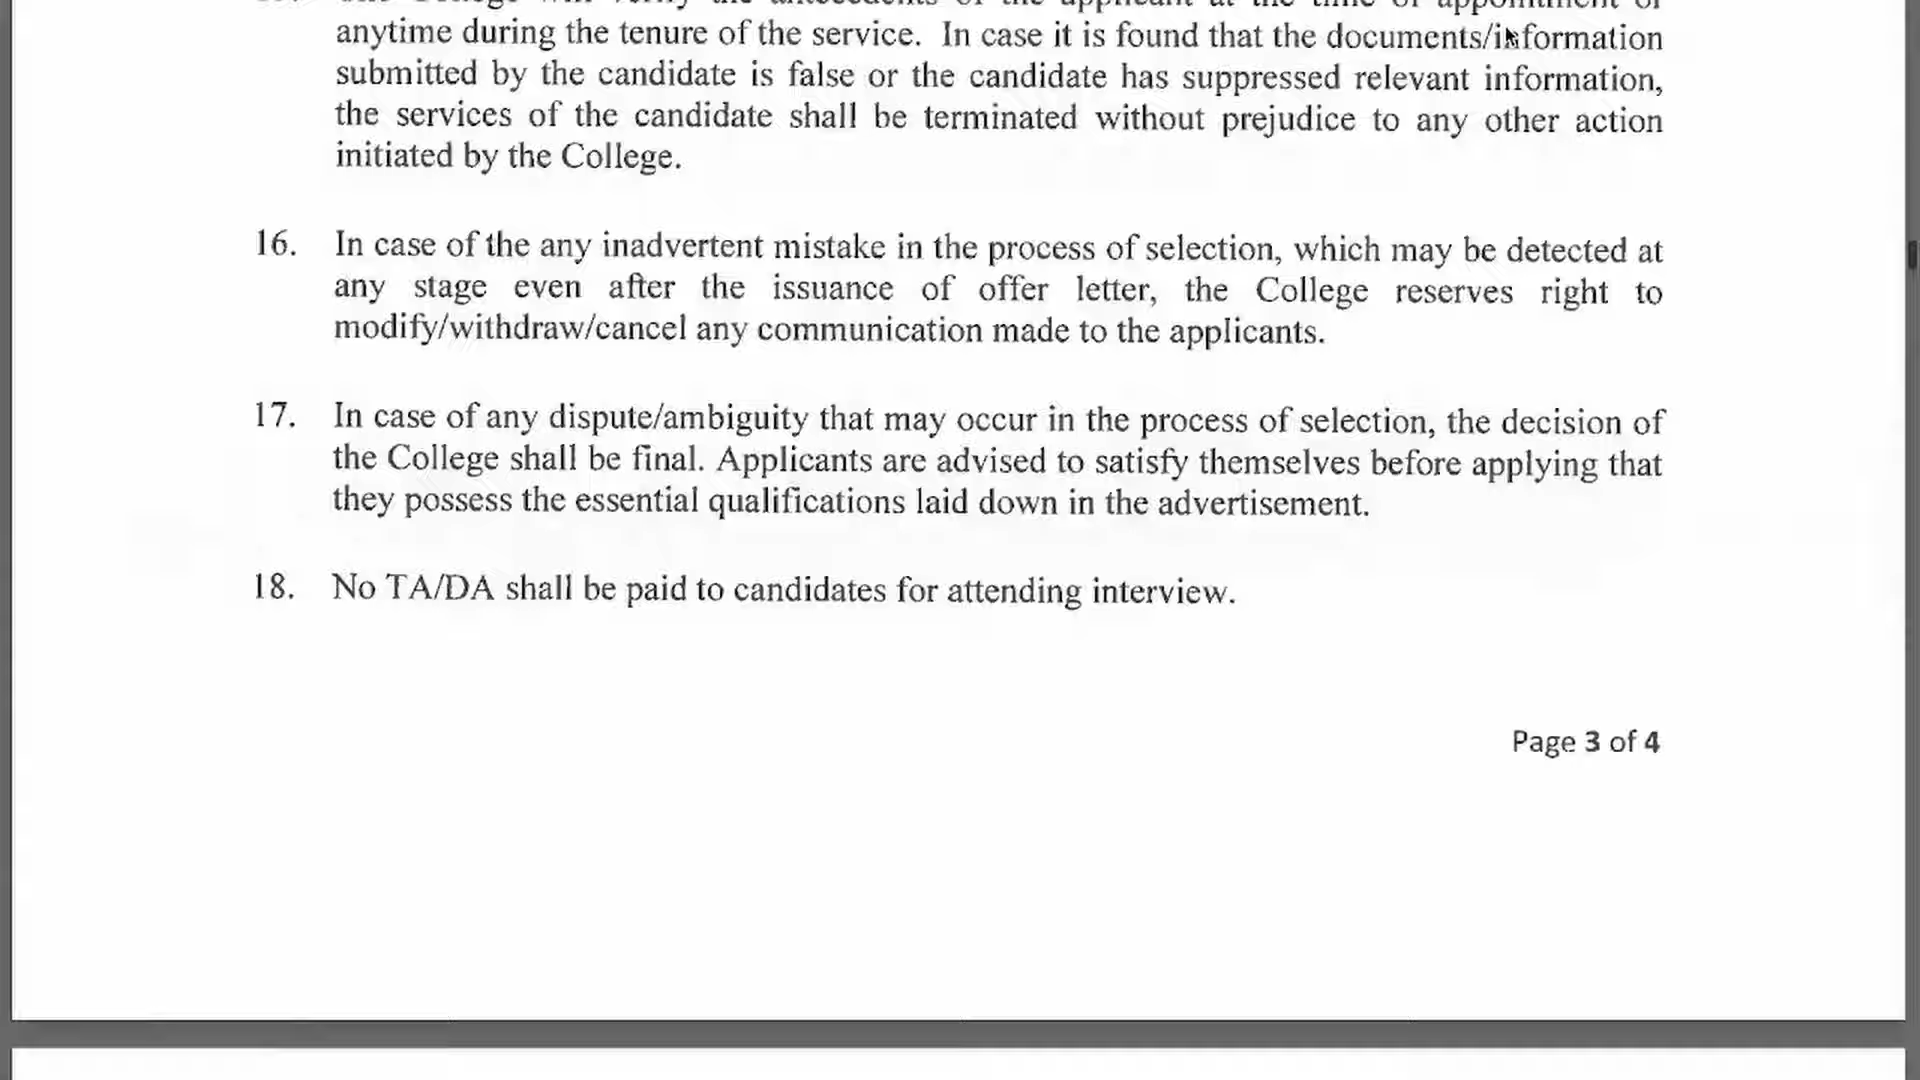 anytime during the tenure of the service. In case it is found that the documents/information
submitted by the candidate is false or the candidate has suppressed relevant information,
the services of the candidate shall be terminated without prejudice to any other action
initiated by the College.
16. In case of the any inadvertent mistake in the process of selection, which may be detected at
any stage even after the issuance of offer letter, the College reserves right to
modify/withdraw/cancel any communication made to the applicants.
17. In case of any dispute/ambiguity that may occur in the process of selection, the decision of
the College shall be final. Applicants are advised to satisfy themselves before applying that
they possess the essential qualifications laid down in the advertisement.
18. No TA/DA shall be paid to candidates for attending interview.
Page 3 of 4